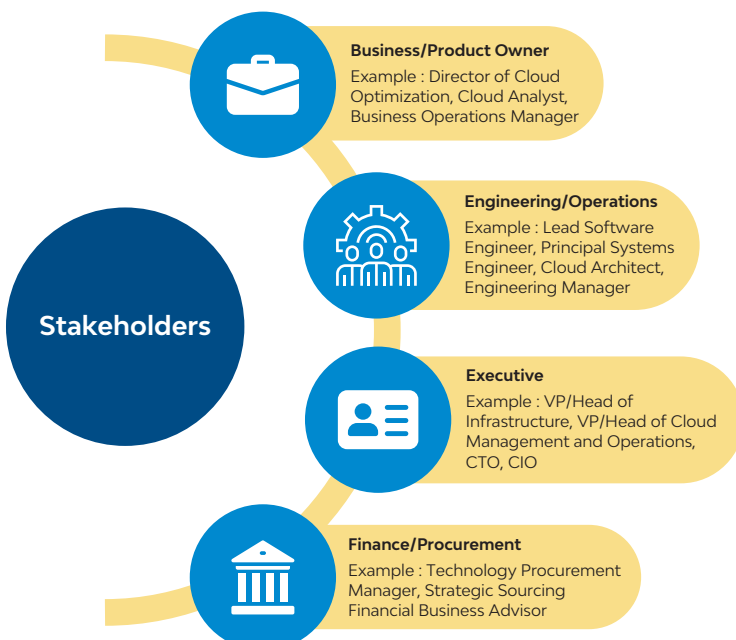 Business/Product Owner
Example : Director of Cloud
Optimization, Cloud Analyst,
Business Operations Manager
Engineering/Operations
Example : Lead Software
Engineer, Principal Systems
Engineer, Cloud Architect,
Engineering Manager
Stakeholders
Executive
Example : VP/Head of
Infrastructure, VP/Head of Cloud
Management and Operations,
CTO, CIO
Finance/Procurement
Example : Technology Procurement
Manager, Strategic Sourcing
Financial Business Advisor